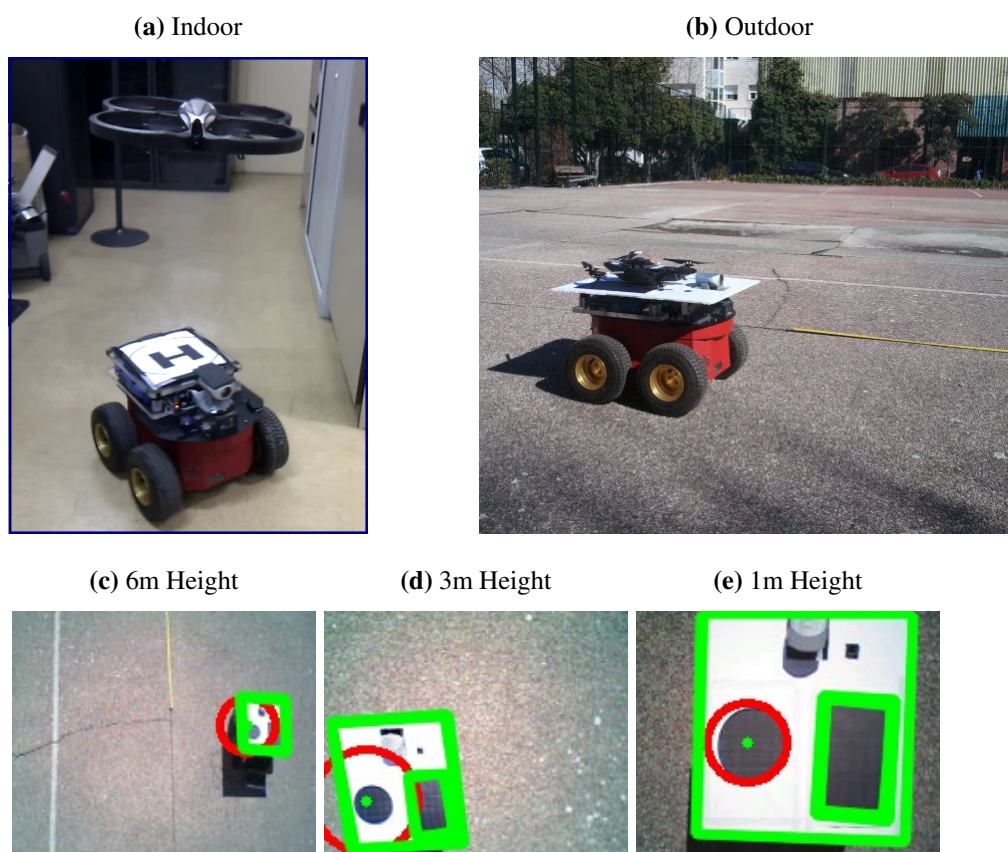 (a) Indoor
(b) Outdoor
H
(c) 6m Height
(d) 3m Height
(e) 1m Height